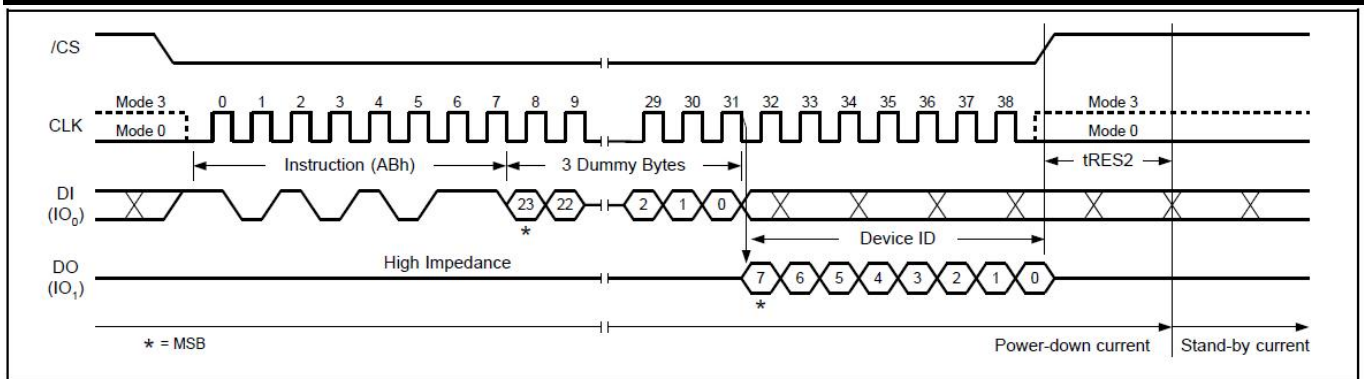 /CS
Mode 3 0 1 2 3 4 5 6 7 8 9 29 30 31 32 33 34 35 36 37 38 Mode 3
CLK Mode 0 Mode 0
Instruction (ABh) 3 Dummy Bytes tRES2
DI
(IO0) 23 22 2 1 0
*
Device ID
High Impedance
DO
(IO1) 7 6 5 4 3 2 1 0
*
* = MSB Power-down current Stand-by current